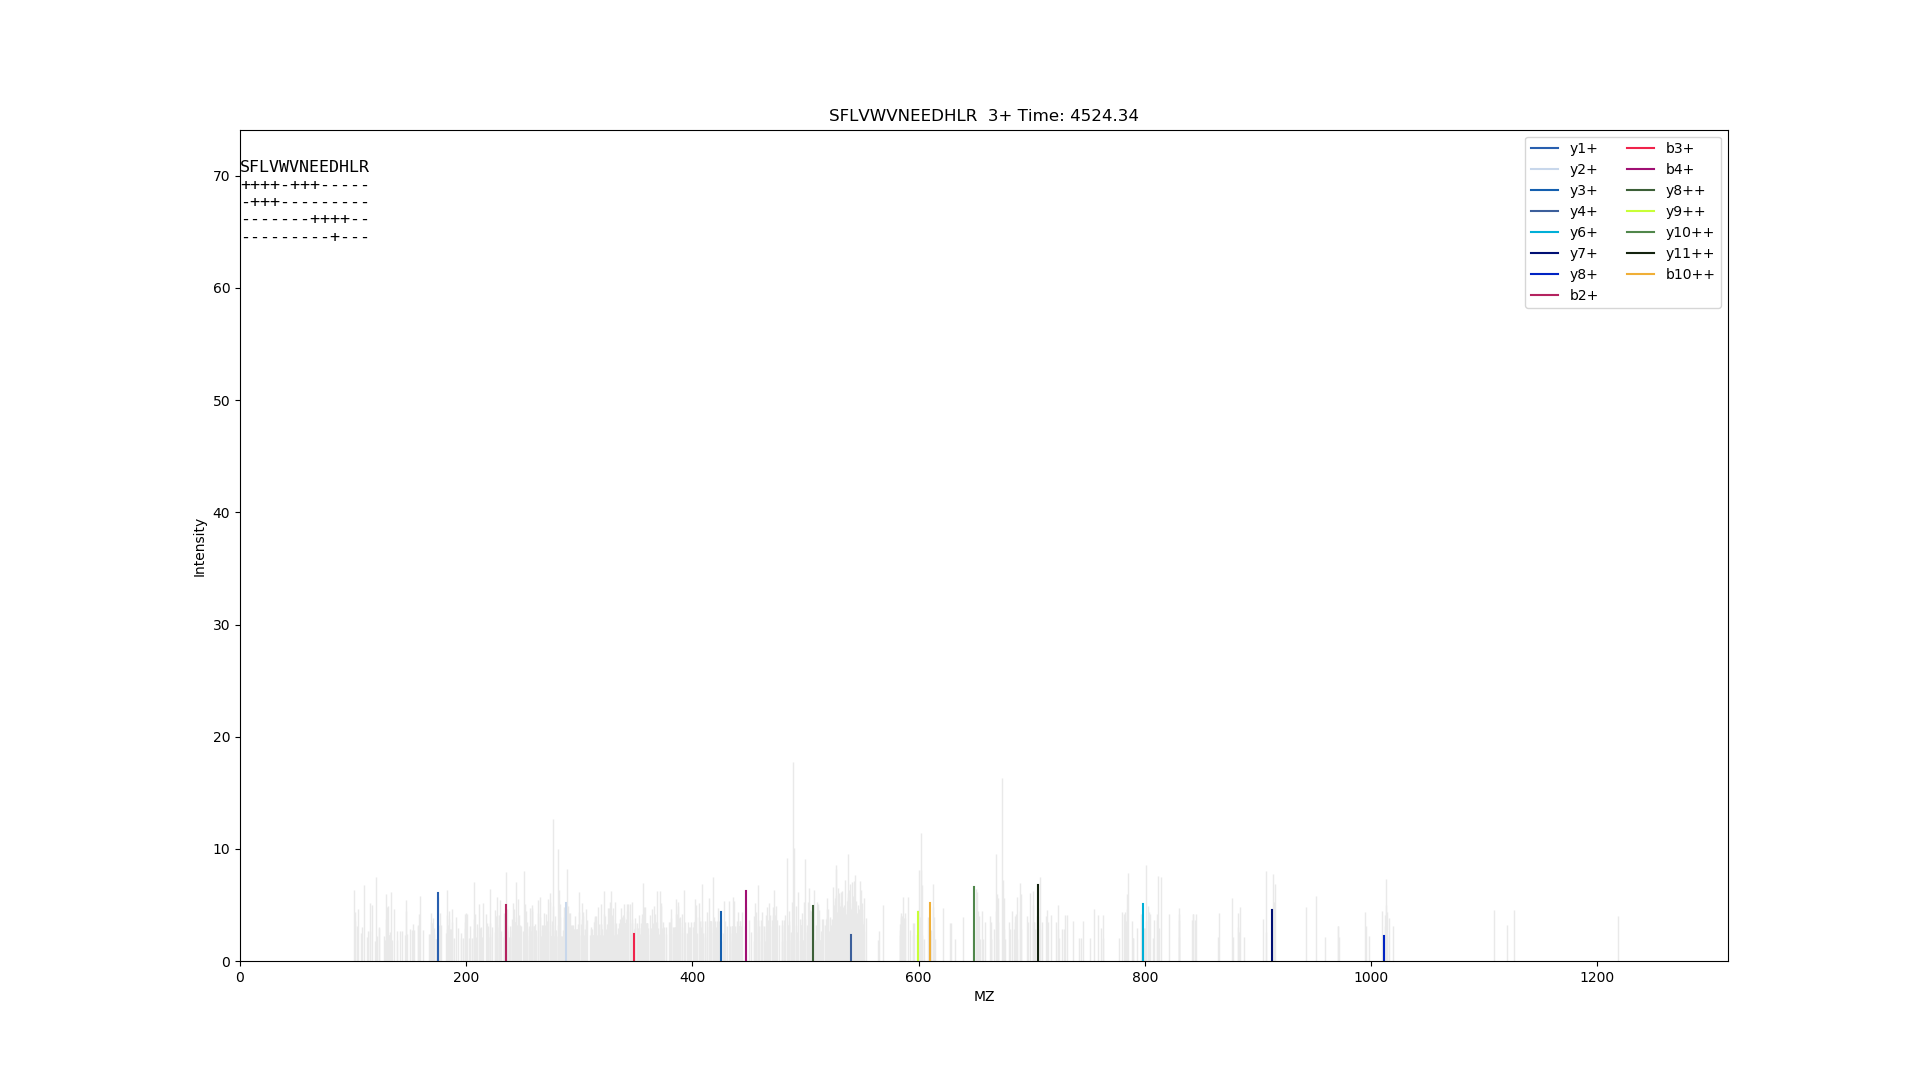 SFLVWVNEEDHLR  3+ Time: 4524.34
SFLVWVNEEDHLR
++++-+++-----
-+++---------
-------++++--
---------+---
y1+
y2+
y3+
y4+
y6+
y7+
y8+
b2+
b3+
b4+
y8++
y9++
y10++
y11++
b10++
Intensity
70
60
50
40
30
20
10
0
0 200 400 600 800 1000 1200
MZ